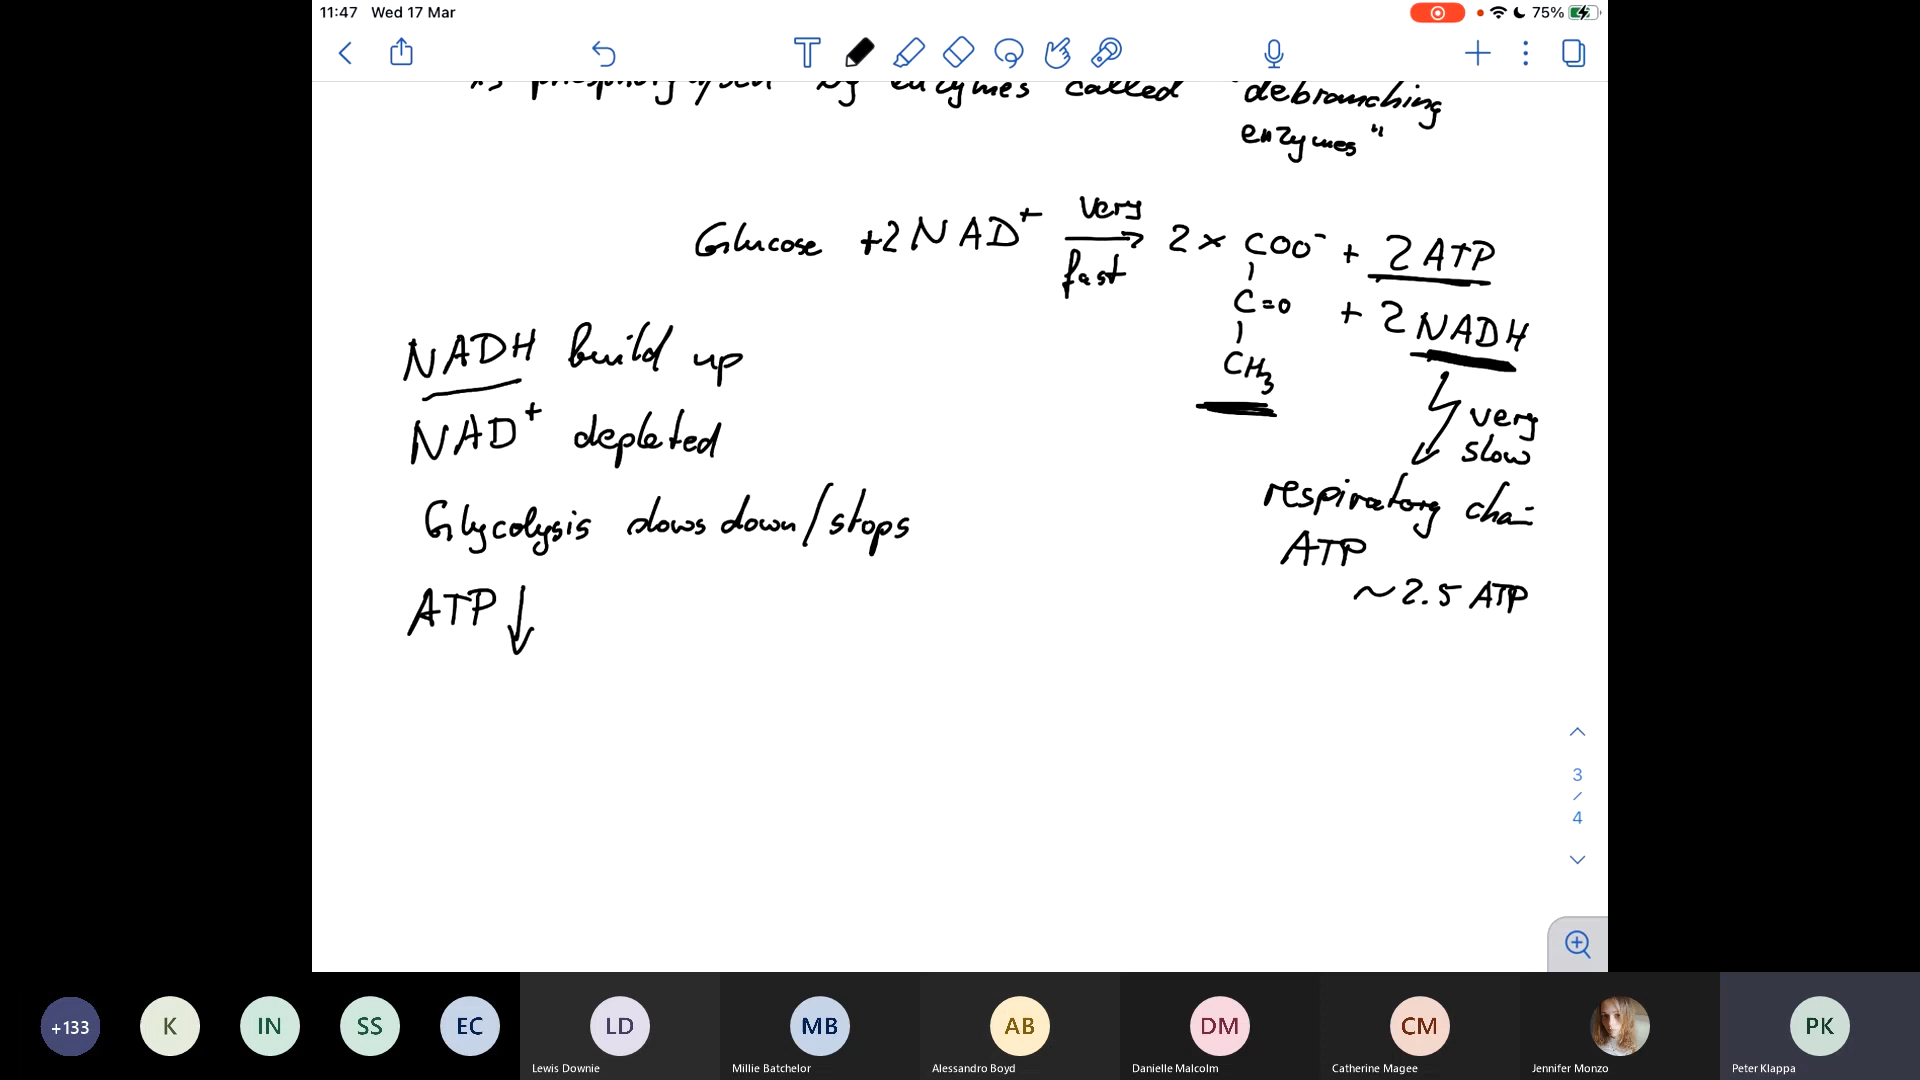 11:47 Wed 17 Mar
75%
enzymes called "debranching
enzymes"
Glucose +2 NAD⁺ very fast → 2 × COO⁻ + 2 ATP
C=O + 2 NADH
CH₃
very
slow
respiratory chai
ATP
~2.5 ATP
NADH build up
NAD⁺ depleted
Glycolysis slows down/stops
ATP ↓
3
/
4
+133
K
IN
SS
EC
LD
MB
AB
DM
CM
PK
Lewis Downie
Millie Batchelor
Alessandro Boyd
Danielle Malcolm
Catherine Magee
Jennifer Monzo
Peter Klappa